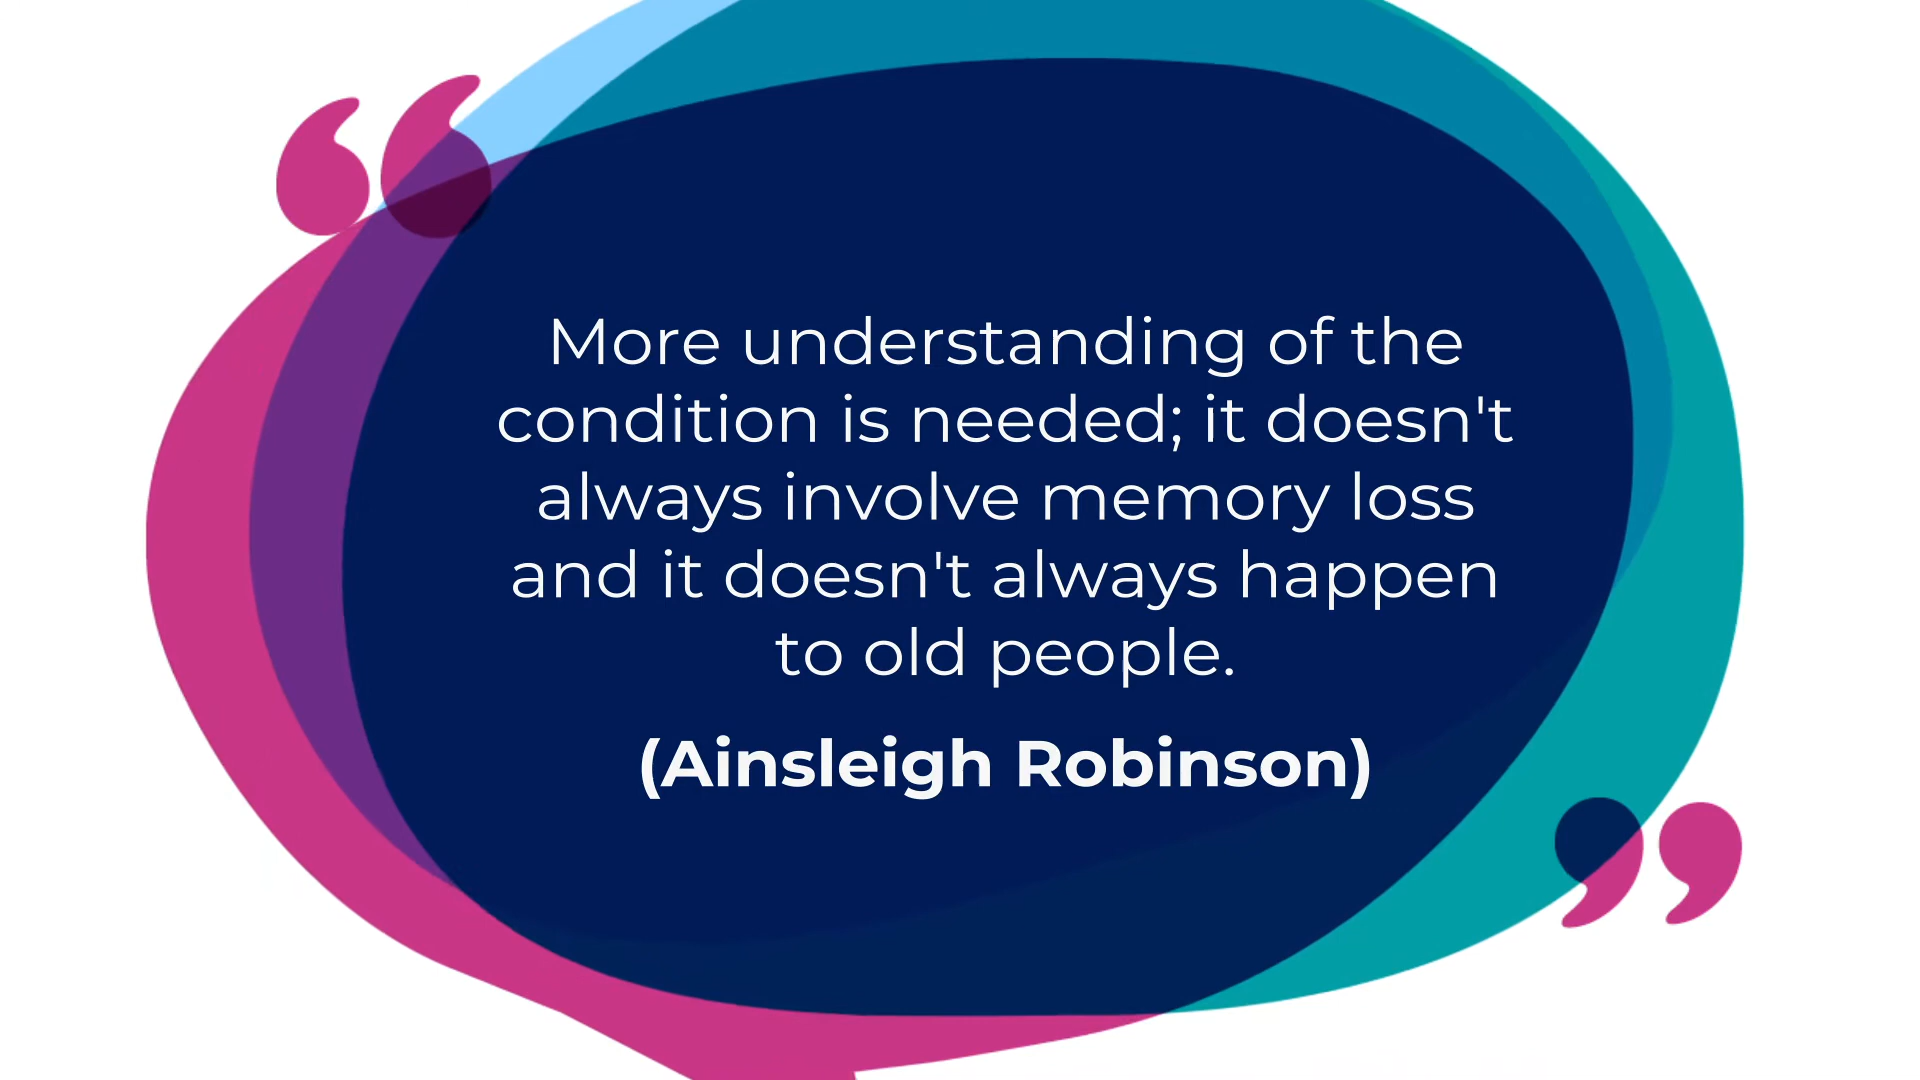 More understanding of the
condition is needed; it doesn't
always involve memory loss
and it doesn't always happen
to old people.
(Ainsleigh Robinson)